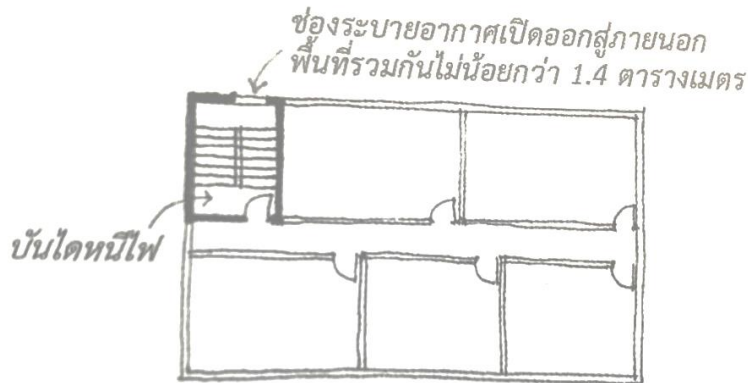 ช่องระบายอากาศเปิดออกสู่ภายนอก
พื้นที่รวมกันไม่น้อยกว่า 1.4 ตารางเมตร
บันไดหนีไฟ